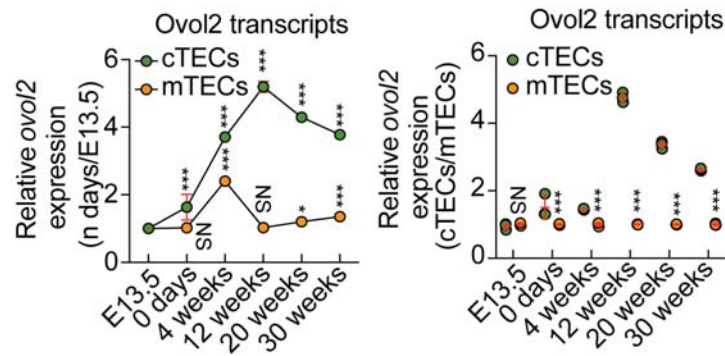 Ovol2 transcripts
Relative ovol2
expression
(n days/E13.5)
6
4
2
0
cTECs
mTECs
***
***
***
***
***
***
NS
NS
*
***
E13.5
0 days
4 weeks
12 weeks
20 weeks
30 weeks
Ovol2 transcripts
Relative ovol2
expression
(cTECs/mTECs)
6
4
2
0
cTECs
mTECs
NS
***
***
***
***
***
E13.5
0 days
4 weeks
12 weeks
20 weeks
30 weeks